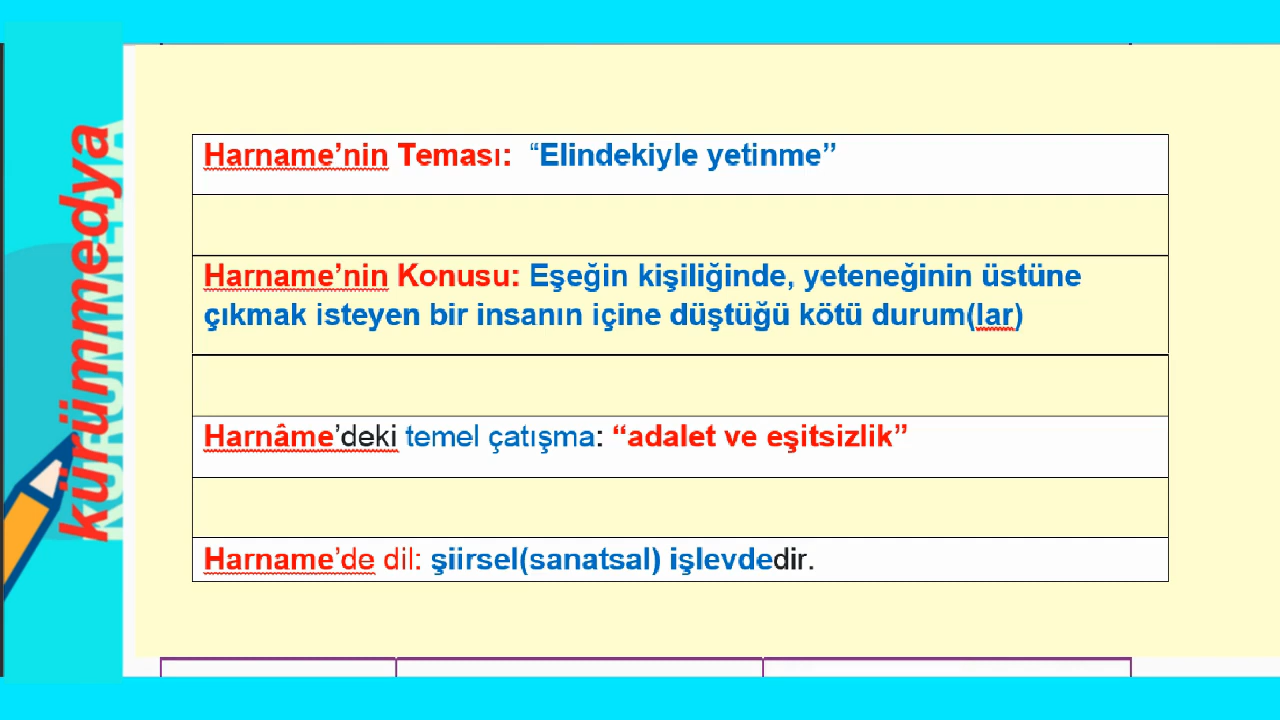 kürümmedya
KÜRÜMMEDYA
Harname’nin Teması: “Elindekiyle yetinme”
Harname’nin Konusu: Eşeğin kişiliğinde, yeteneğinin üstüne
çıkmak isteyen bir insanın içine düştüğü kötü durum(lar)
Harnâme’deki temel çatışma: “adalet ve eşitsizlik”
Harname’de dil: şiirsel(sanatsal) işlevdedir.